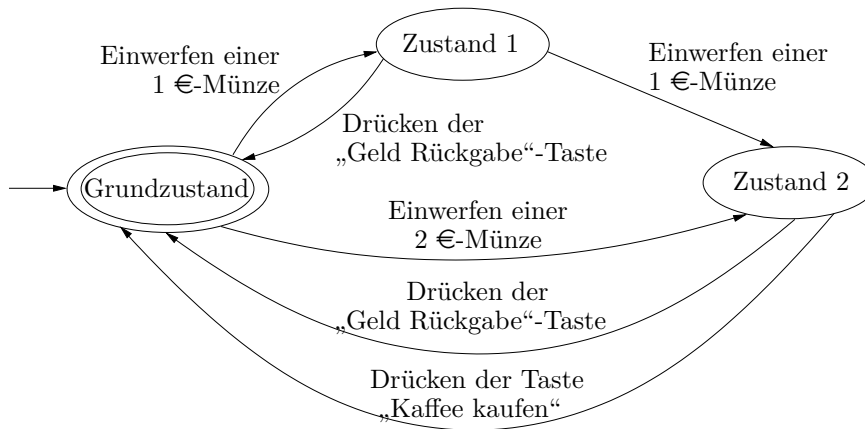 Einwerfen einer
1 €-Münze
Zustand 1
Einwerfen einer
1 €-Münze
Drücken der
„Geld Rückgabe“-Taste
Grundzustand
Zustand 2
Einwerfen einer
2 €-Münze
Drücken der
„Geld Rückgabe“-Taste
Drücken der Taste
„Kaffee kaufen“